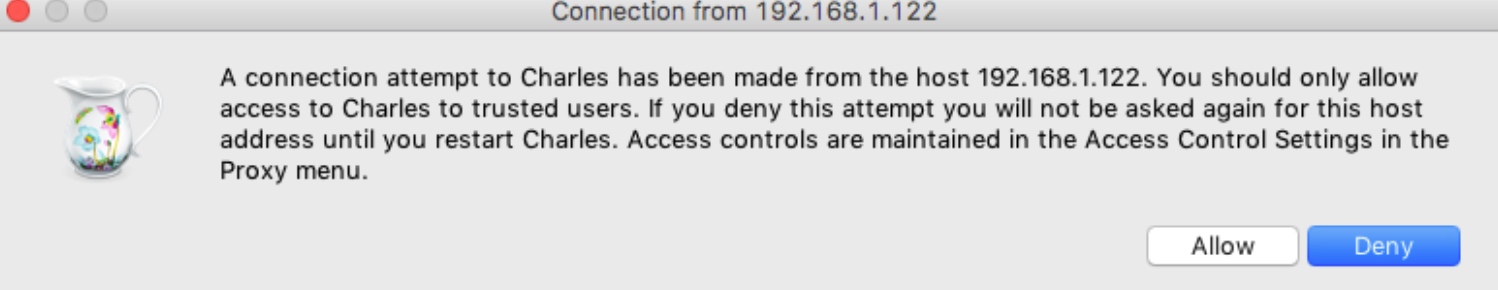 Connection from 192.168.1.122
A connection attempt to Charles has been made from the host 192.168.1.122. You should only allow
access to Charles to trusted users. If you deny this attempt you will not be asked again for this host
address until you restart Charles. Access controls are maintained in the Access Control Settings in the
Proxy menu.
Allow
Deny